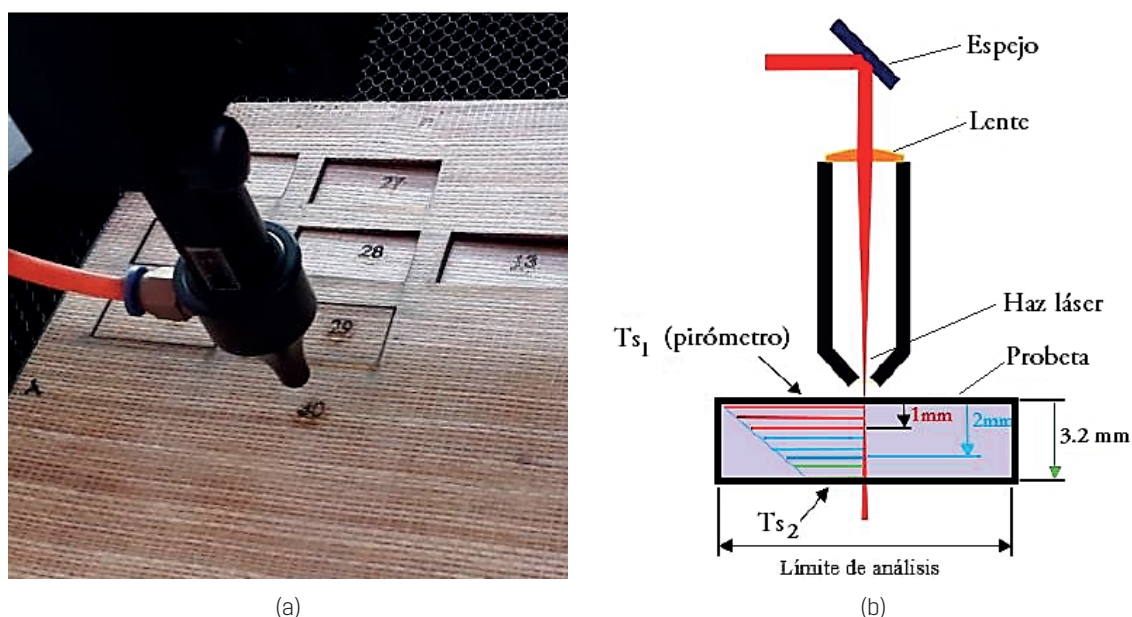 27
28
13
29
30
(a)
Espejo
Lente
Haz láser
Ts1 (pirómetro)
Probeta
1mm
2mm
3.2 mm
Ts2
Límite de análisis
(b)